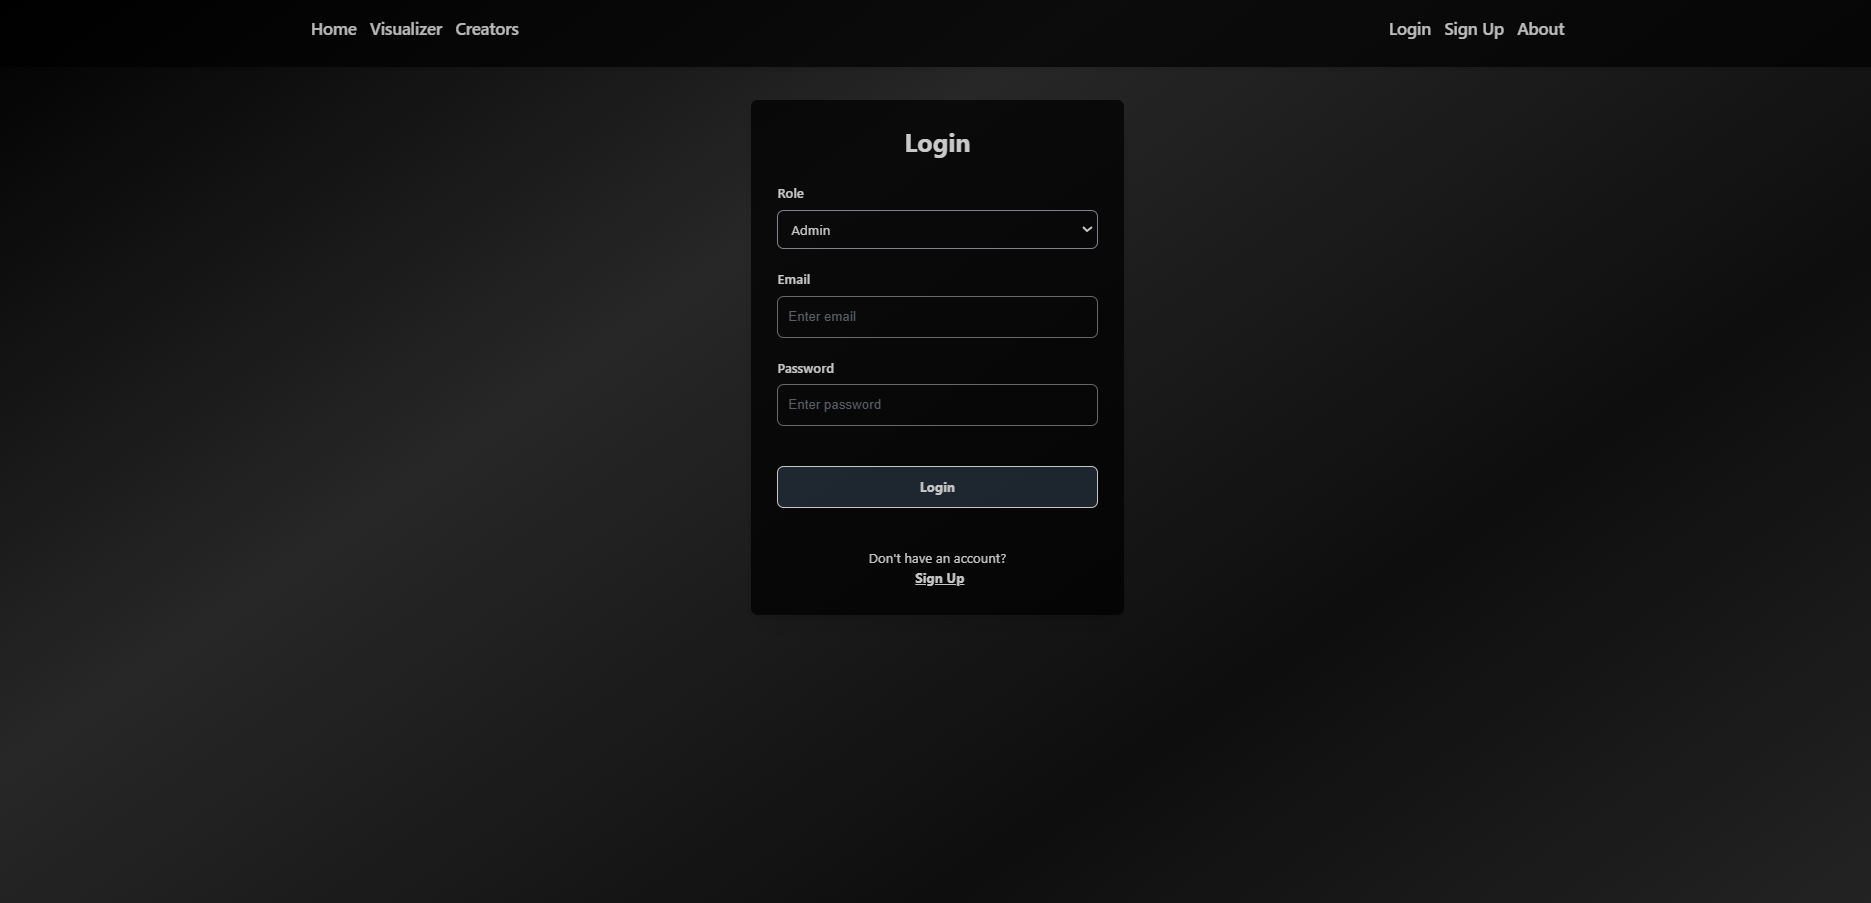 Home Visualizer Creators Login Sign Up About
Login
Role
Admin
Email
Enter email
Password
Enter password
Login
Don't have an account?
Sign Up